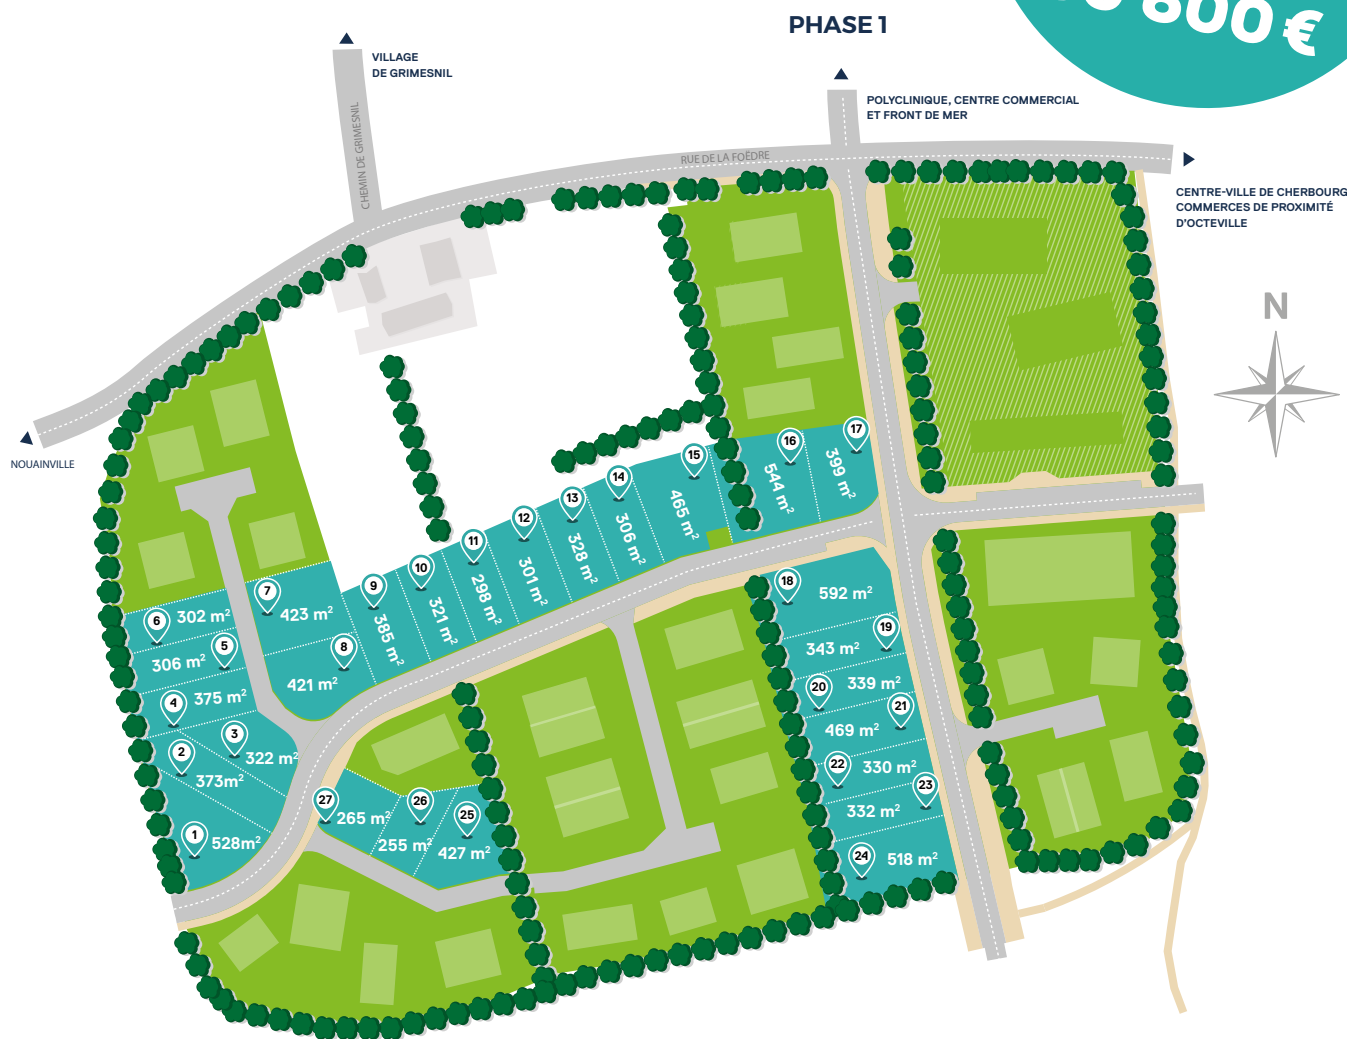 PHASE 1
800 €
VILLAGE
DE GRIMESNIL
CHEMIN DE GRIMESNIL
POLYCLINIQUE, CENTRE COMMERCIAL
ET FRONT DE MER
RUE DE LA FOËDRE
CENTRE-VILLE DE CHERBOURG
COMMERCES DE PROXIMITÉ
D'OCTEVILLE
N
NOUAINVILLE
17
399 m²
16
544 m²
15
465 m²
14
306 m²
13
328 m²
12
301 m²
11
298 m²
10
321 m²
9
385 m²
7
423 m²
8
421 m²
6
302 m²
5
306 m²
4
375 m²
3
322 m²
2
373m²
1
528m²
18
592 m²
19
343 m²
20
339 m²
21
469 m²
22
330 m²
23
332 m²
24
518 m²
27
265 m²
26
255 m²
25
427 m²